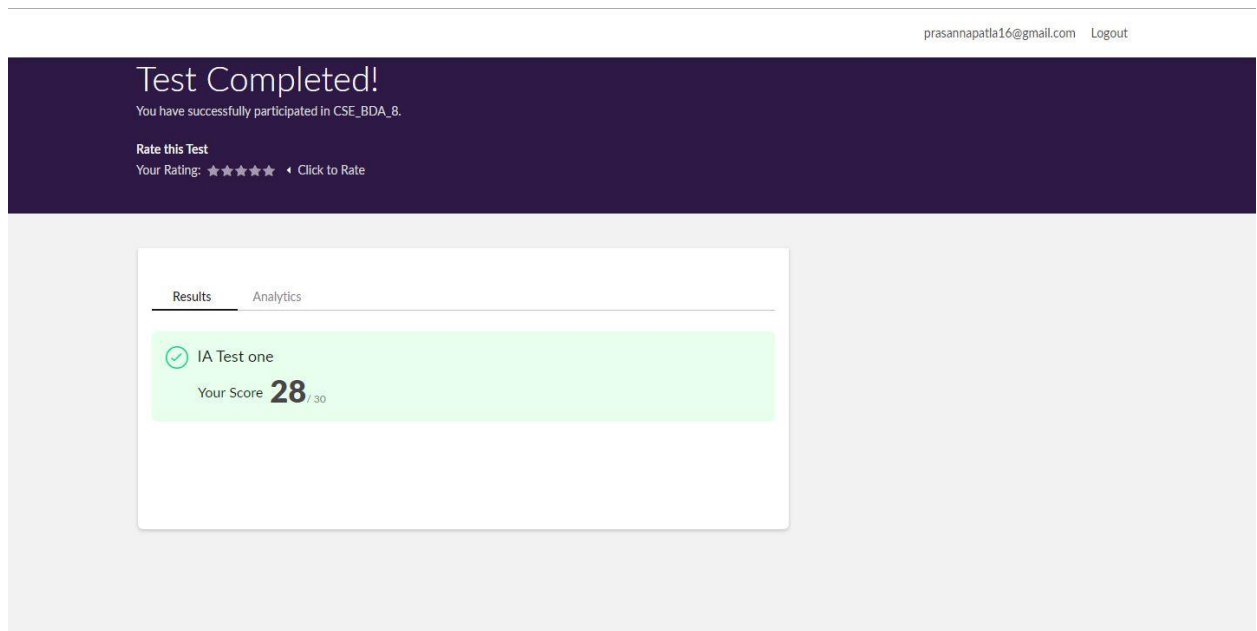 prasannapatla16@gmail.com Logout
Test Completed!
You have successfully participated in CSE_BDA_8.
Rate this Test
Your Rating: Click to Rate
Results Analytics
IA Test one
Your Score 28 / 30